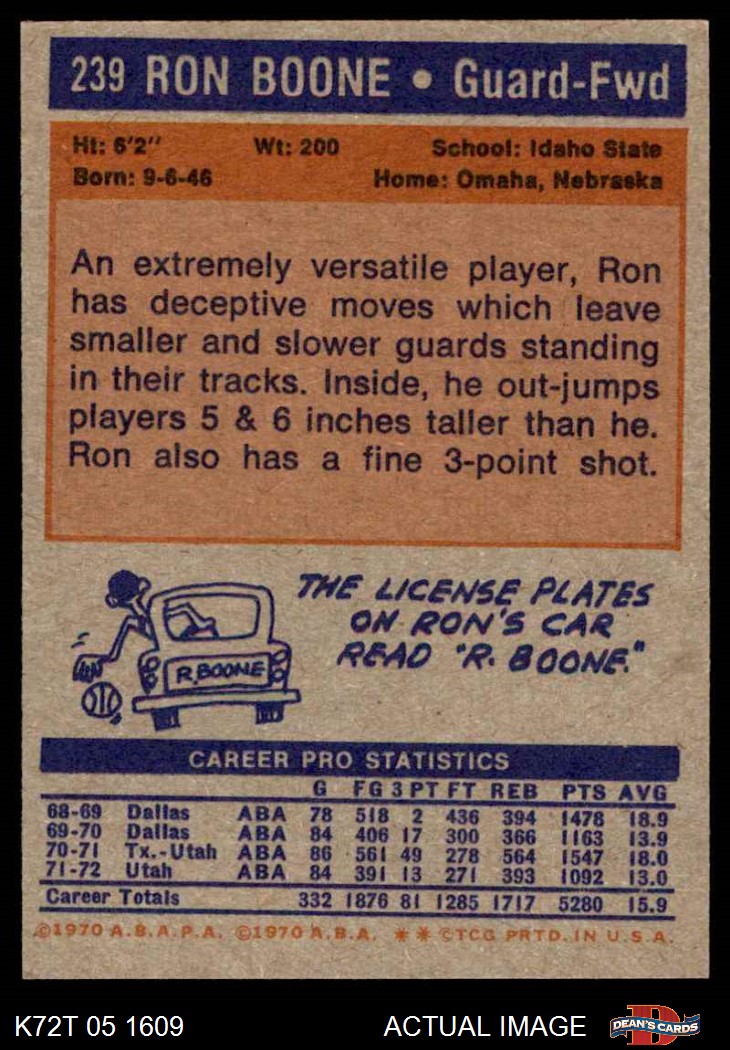 239 RON BOONE • Guard-Fwd
Ht: 6'2" Wt: 200 School: Idaho State
Born: 9-6-46 Home: Omaha, Nebraska
An extremely versatile player, Ron
has deceptive moves which leave
smaller and slower guards standing
in their tracks. Inside, he out-jumps
players 5 & 6 inches taller than he.
Ron also has a fine 3-point shot.
THE LICENSE PLATES
ON RON'S CAR
READ "R. BOONE."
R. BOONE
CAREER PRO STATISTICS
G FG 3 PT FT REB PTS AVG
68-69 Dallas ABA 78 518 2 436 394 1478 18.9
69-70 Dallas ABA 84 406 17 300 366 1163 13.9
70-71 Tx.-Utah ABA 86 561 49 278 564 1547 18.0
71-72 Utah ABA 84 391 13 271 393 1092 13.0
Career Totals 332 1876 81 1285 1717 5280 15.9
©1970 A.B.A.P.A. ©1970 A.B.A. ** ©TCG PRTD. IN U.S.A.
K72T 05 1609 ACTUAL IMAGE D DEAN'S CARDS